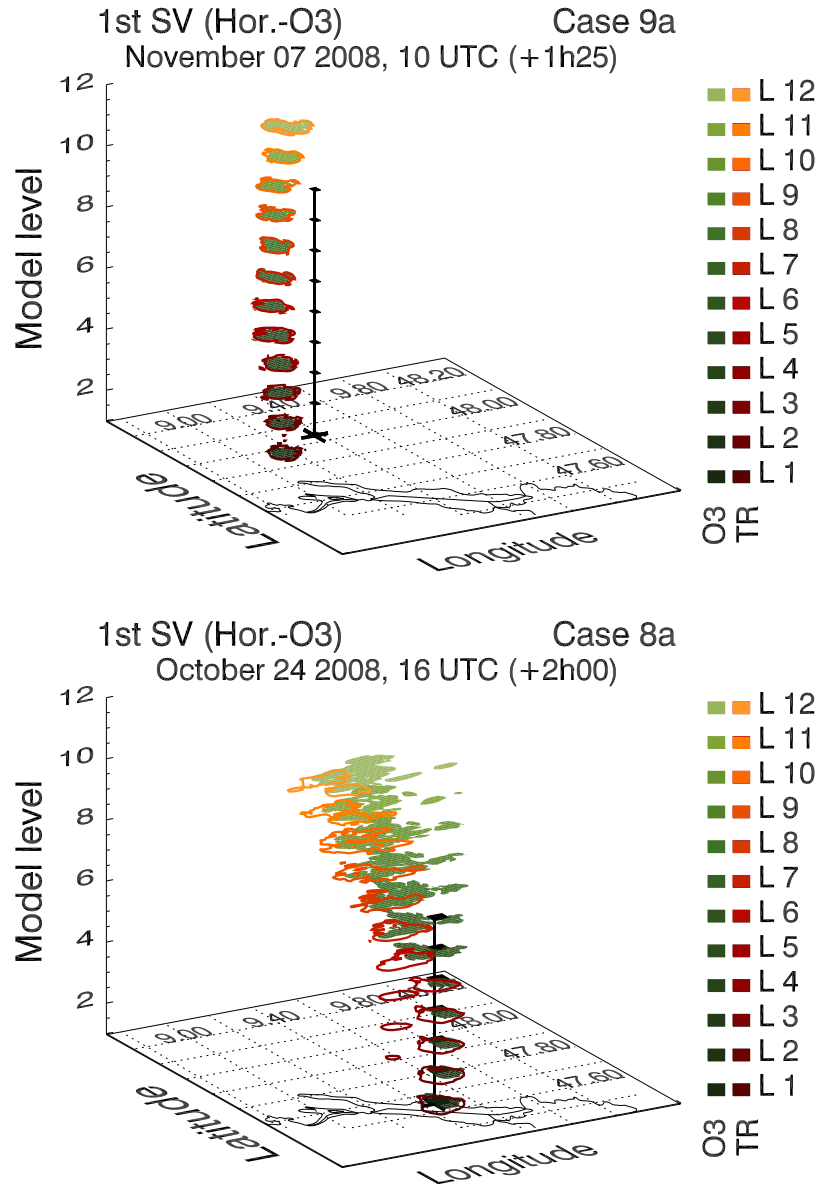 1st SV (Hor.-O3) Case 9a
November 07 2008, 10 UTC (+1h25)
12
10
8
6
4
2
Model level
9.00
9.40
9.80
48.20
48.00
47.80
47.60
Latitude
Longitude
L 12
L 11
L 10
L 9
L 8
L 7
L 6
L 5
L 4
L 3
L 2
L 1
O3
TR
1st SV (Hor.-O3) Case 8a
October 24 2008, 16 UTC (+2h00)
12
10
8
6
4
2
Model level
9.00
9.40
9.80
48.00
47.80
47.60
Latitude
Longitude
L 12
L 11
L 10
L 9
L 8
L 7
L 6
L 5
L 4
L 3
L 2
L 1
O3
TR